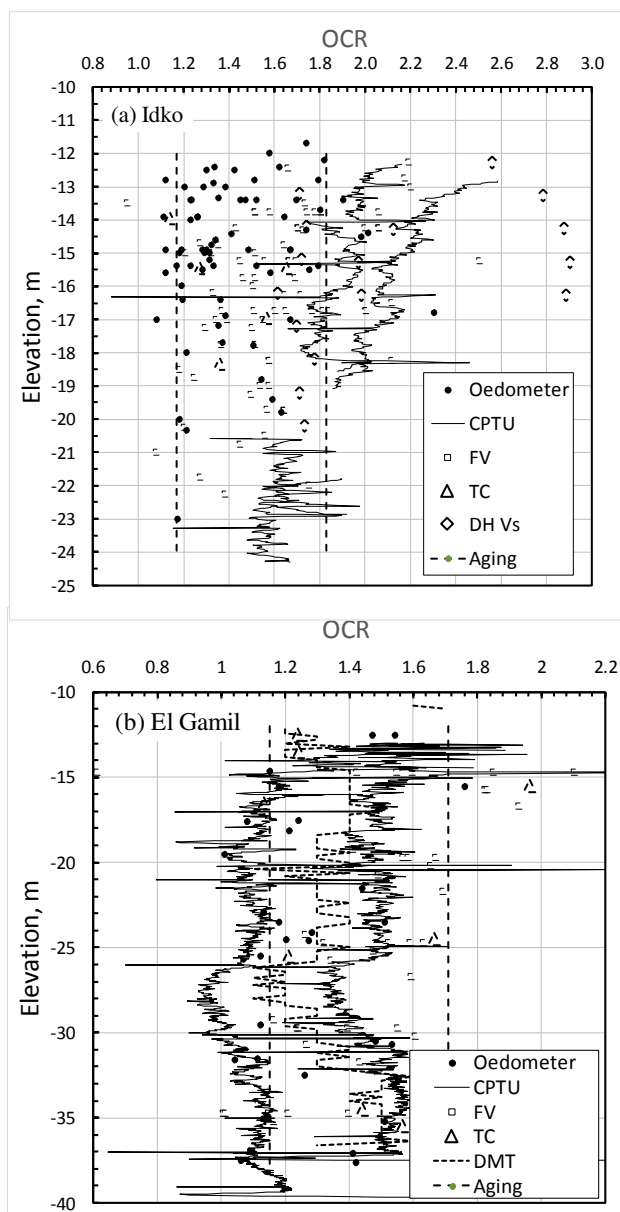 OCR
0.8 1.0 1.2 1.4 1.6 1.8 2.0 2.2 2.4 2.6 2.8 3.0
-10
(a) Idko
-11
-12
-13
-14
-15
-16
-17
-18
-19
-20
-21
-22
-23
-24
-25
Elevation, m
Oedometer
CPTU
FV
TC
DH Vs
Aging
OCR
0.6 0.8 1 1.2 1.4 1.6 1.8 2 2.2
-10
(b) El Gamil
-15
-20
-25
-30
-35
-40
Elevation, m
Oedometer
CPTU
FV
TC
DMT
Aging